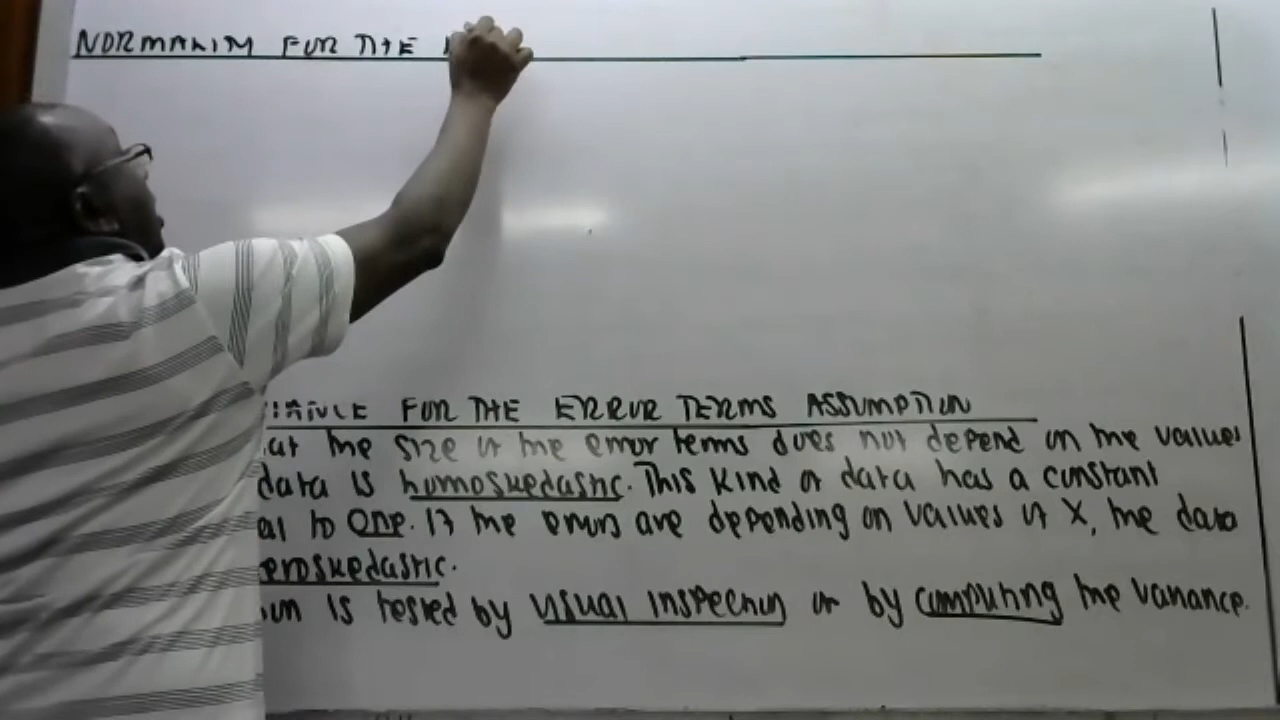 NORMALITY FOR THE
IANCE FOR THE ERROR TERMS ASSUMPTION
at the size of the error terms does not depend on the values
data is homoskedastic. This kind of data has a constant
al to one. If the errors are depending on values of X, the data
eroskedastic.
ion is tested by visual inspection or by computing the variance.